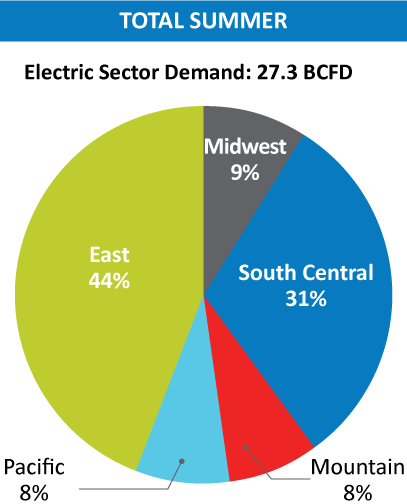 TOTAL SUMMER
Electric Sector Demand: 27.3 BCFD
Midwest
9%
South Central
31%
Mountain
8%
Pacific
8%
East
44%